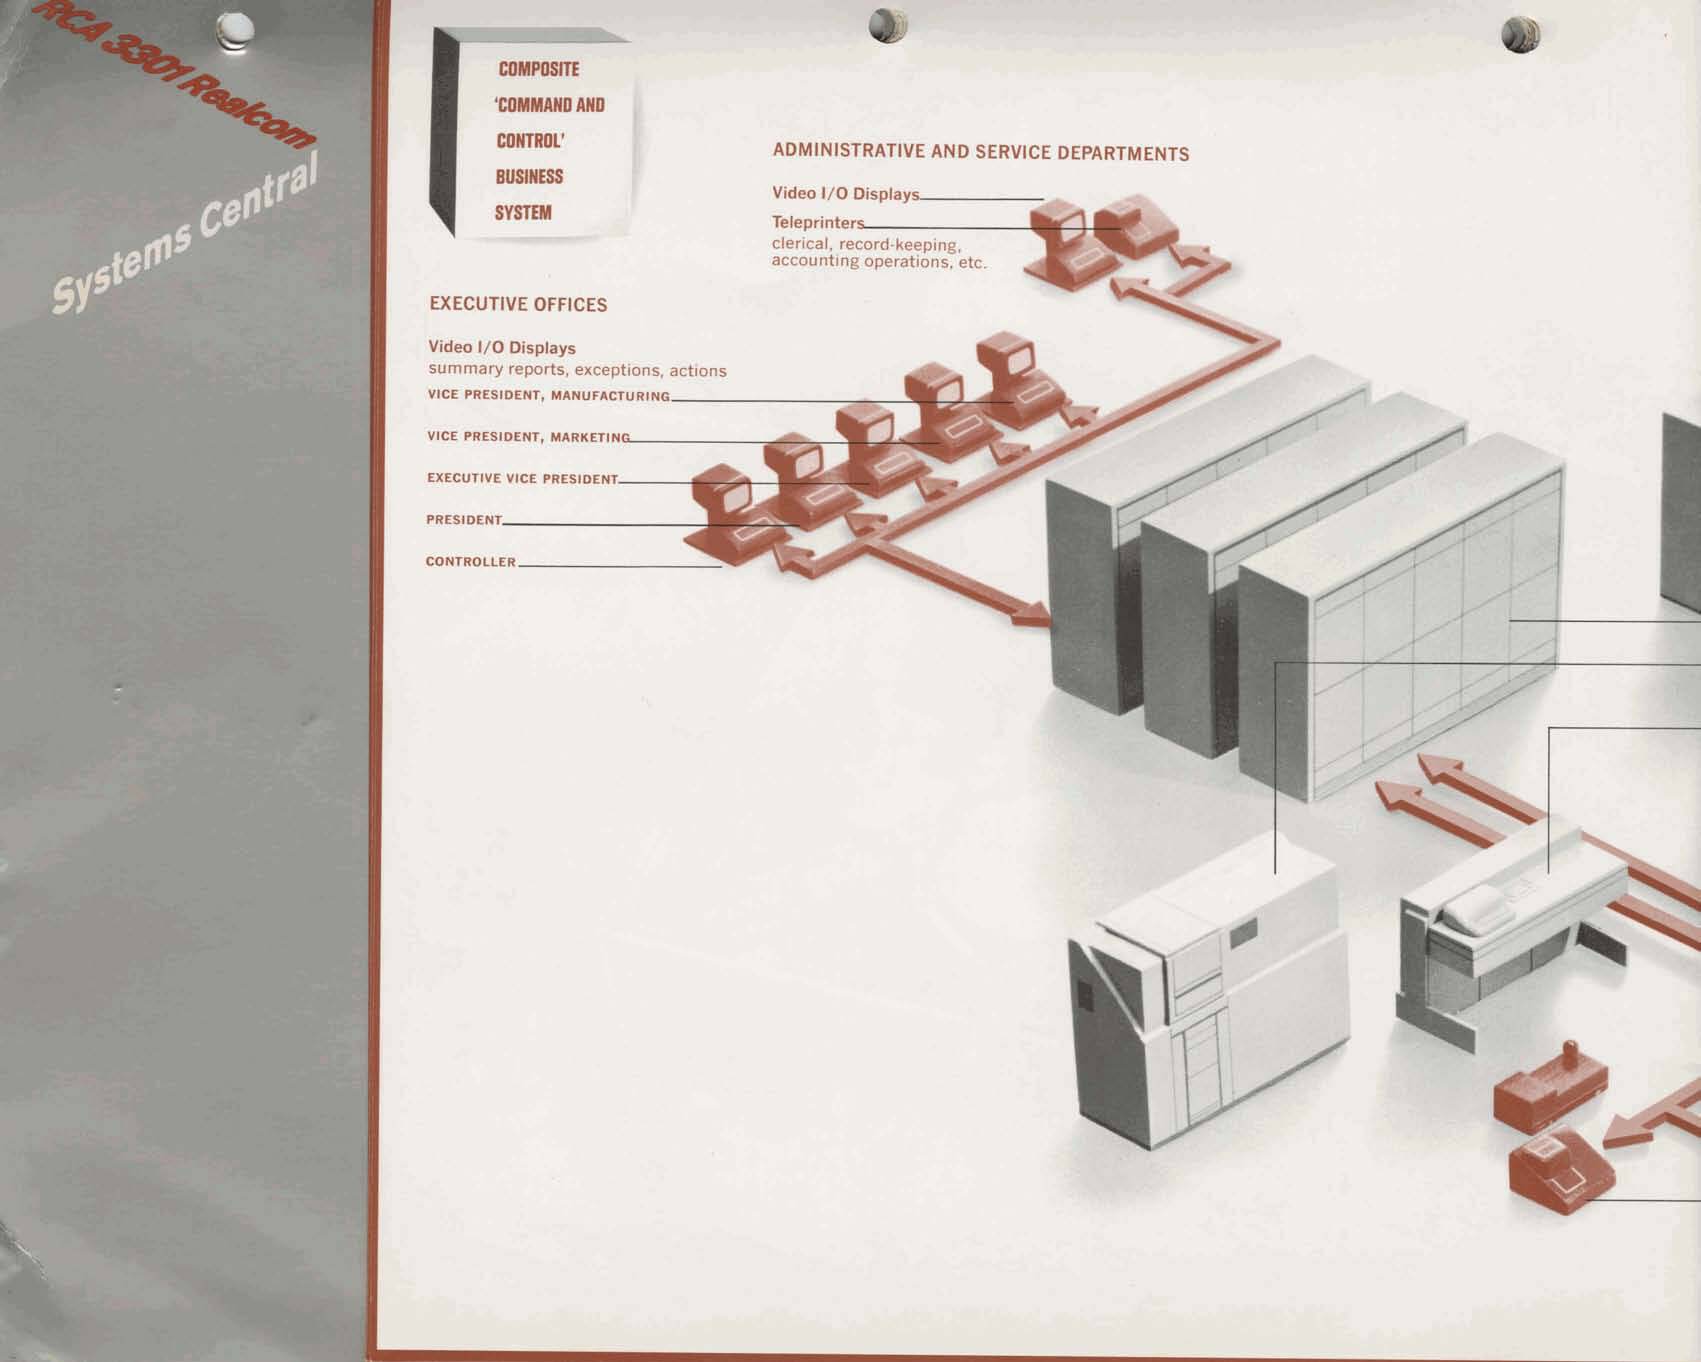 RCA 3301 Realcom
Systems Central
COMPOSITE
‘COMMAND AND
CONTROL’
BUSINESS
SYSTEM
ADMINISTRATIVE AND SERVICE DEPARTMENTS
Video I/O Displays
Teleprinters
clerical, record-keeping,
accounting operations, etc.
EXECUTIVE OFFICES
Video I/O Displays
summary reports, exceptions, actions
VICE PRESIDENT, MANUFACTURING
VICE PRESIDENT, MARKETING
EXECUTIVE VICE PRESIDENT
PRESIDENT
CONTROLLER